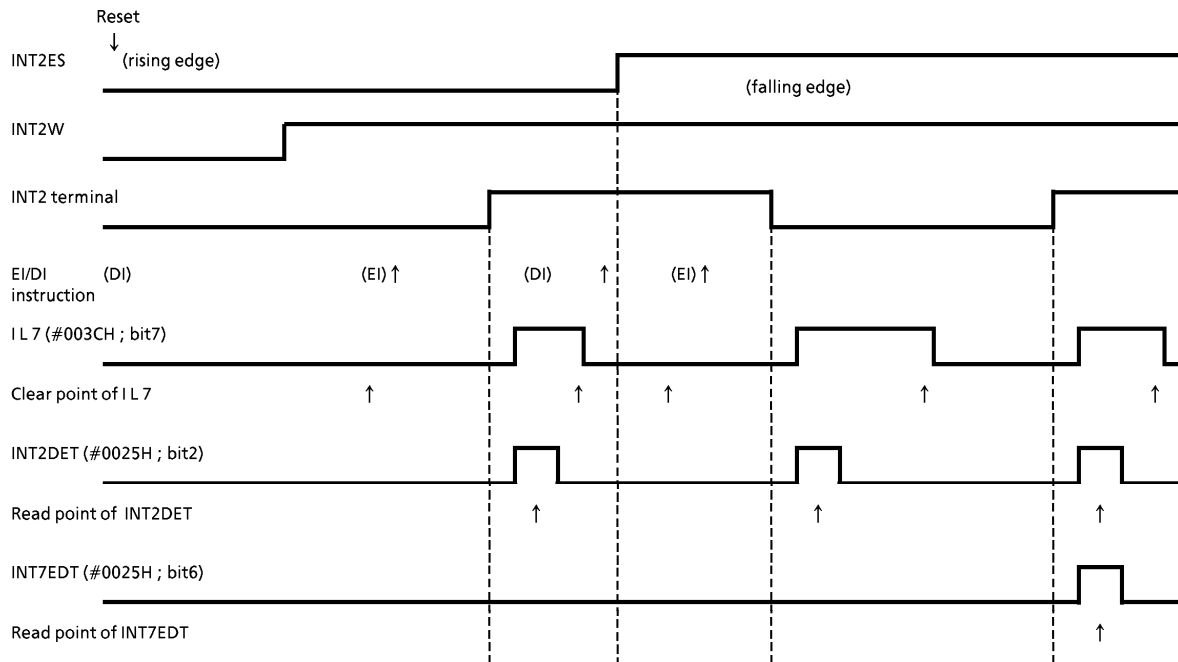 Reset
↓
INT2ES (rising edge)
(falling edge)
INT2W
INT2 terminal
EI/DI (DI) (EI)↑ (DI) ↑ (EI)↑
instruction
I L 7 (#003CH ; bit7)
Clear point of I L 7 ↑ ↑ ↑ ↑ ↑
INT2DET (#0025H ; bit2)
Read point of INT2DET ↑ ↑ ↑
INT7EDT (#0025H ; bit6)
Read point of INT7EDT ↑